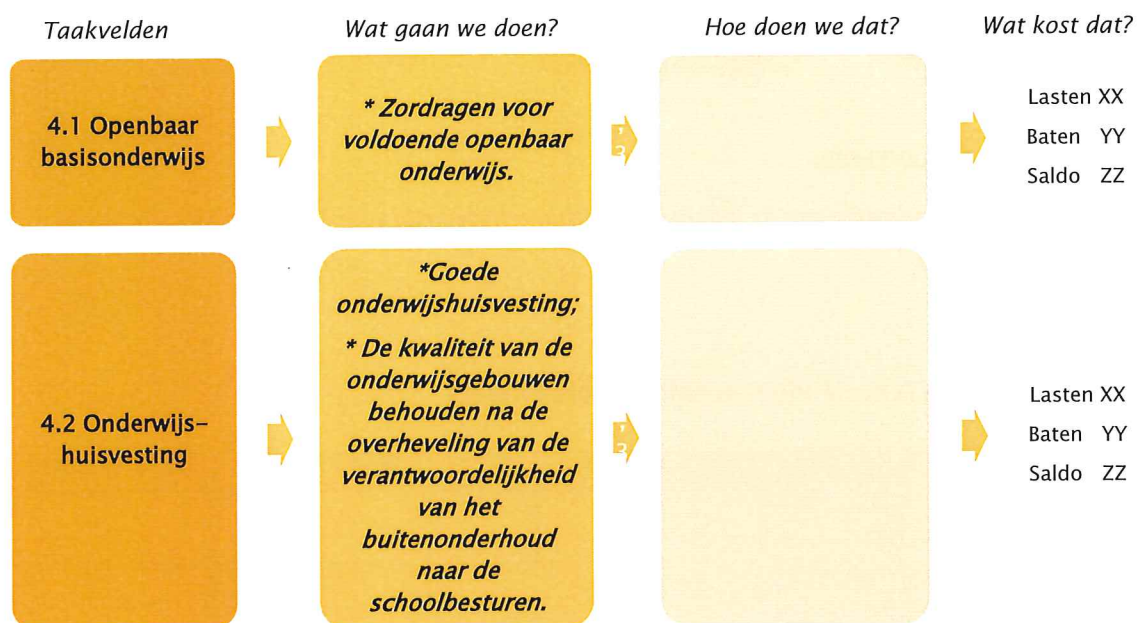 Taakvelden
Wat gaan we doen?
Hoe doen we dat?
Wat kost dat?
4.1 Openbaar
basisonderwijs
* Zordragen voor
voldoende openbaar
onderwijs.
Lasten XX
Baten YY
Saldo ZZ
4.2 Onderwijs-
huisvesting
*Goede
onderwijshuisvesting;
* De kwaliteit van de
onderwijsgebouwen
behouden na de
overheveling van de
verantwoordelijkheid
van het
buitenonderhoud
naar de
schoolbesturen.
Lasten XX
Baten YY
Saldo ZZ